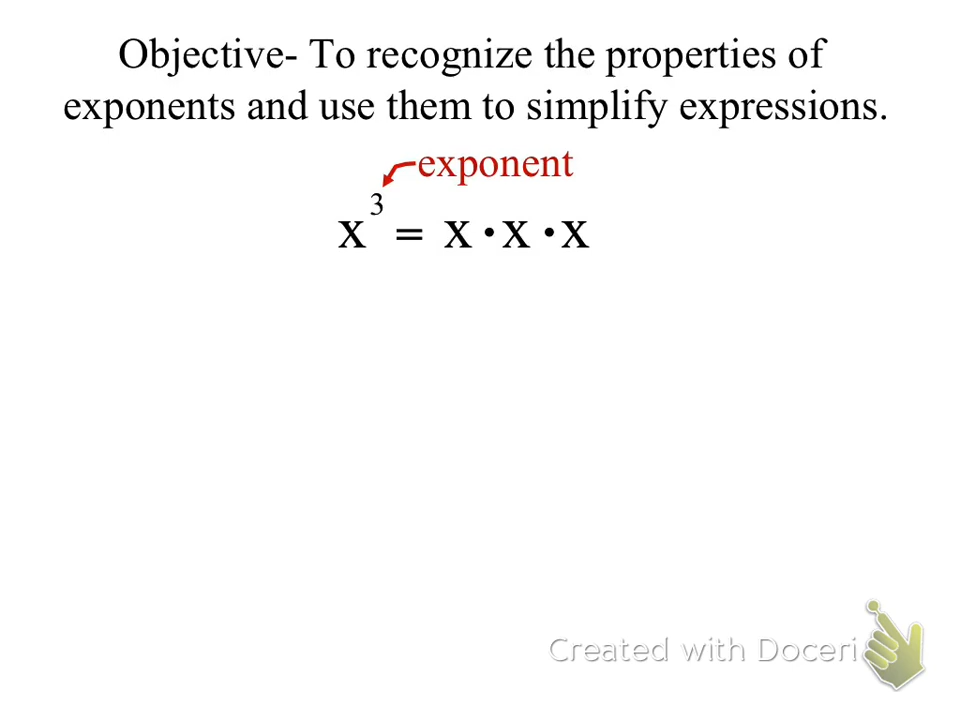 Objective- To recognize the properties of
exponents and use them to simplify expressions.
exponent
x³ = x · x · x
Created with Doceri